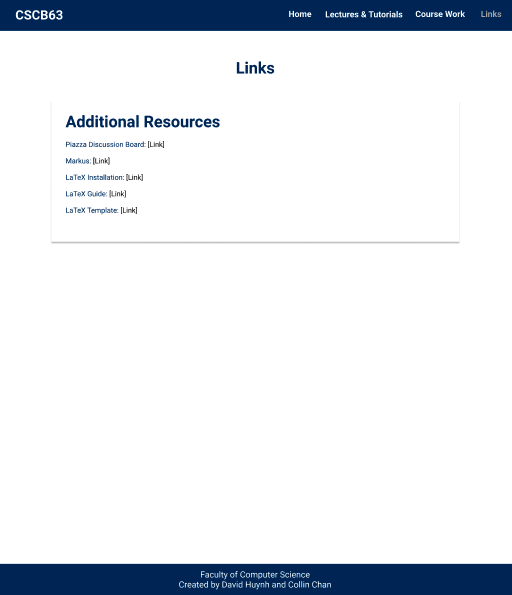 CSCB63
Home Lectures & Tutorials Course Work Links
Links
Additional Resources
Piazza Discussion Board: [Link]
Markus: [Link]
LaTeX Installation: [Link]
LaTeX Guide: [Link]
LaTeX Template: [Link]
Faculty of Computer Science
Created by David Huynh and Collin Chan